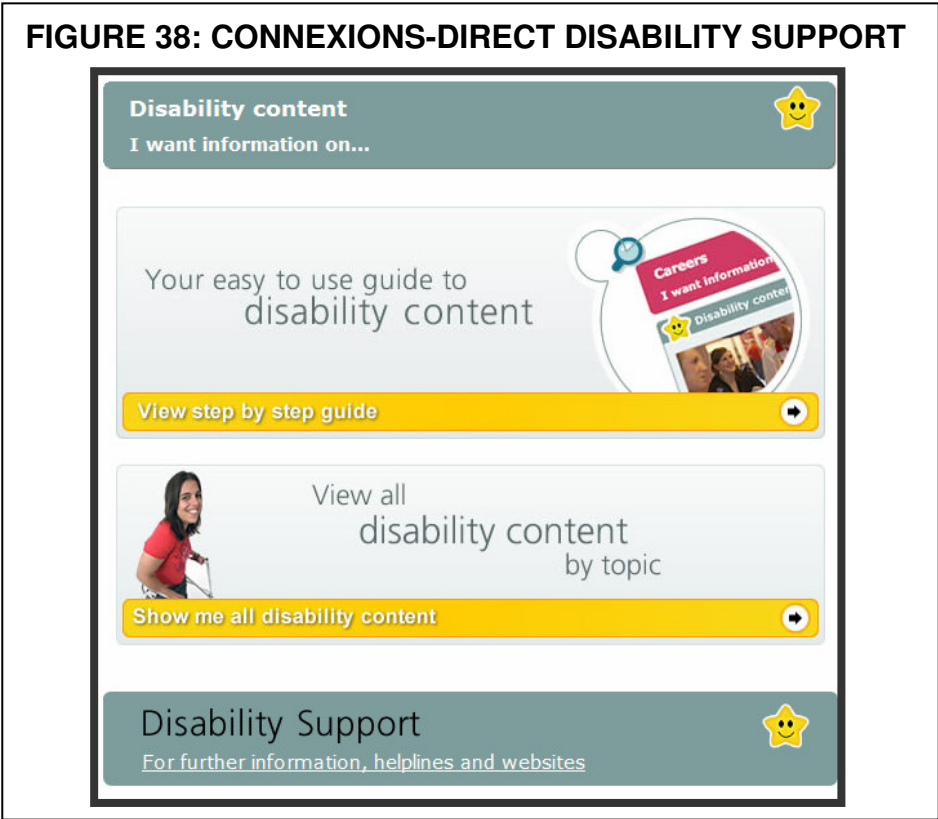 FIGURE 38: CONNEXIONS-DIRECT DISABILITY SUPPORT
Disability content
I want information on...
Your easy to use guide to
disability content
Careers
I want information
Disability conten
View step by step guide
View all
disability content
by topic
Show me all disability content
Disability Support
For further information, helplines and websites